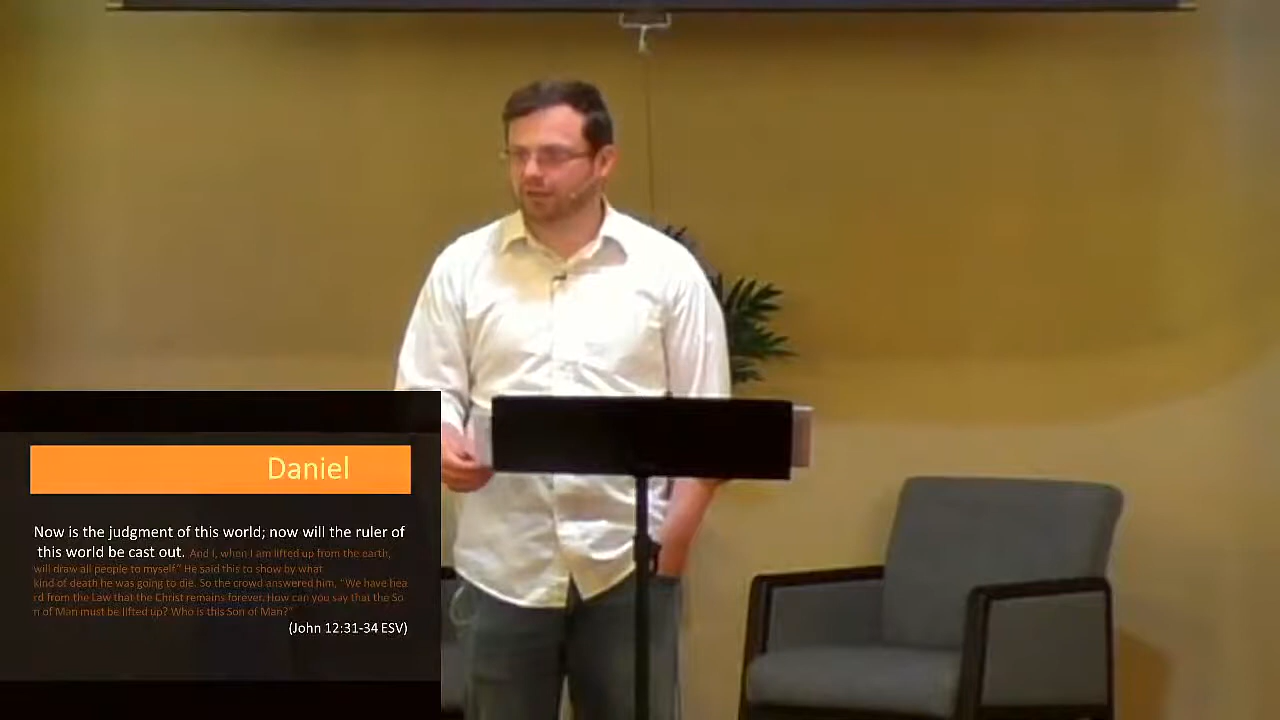 Daniel
Now is the judgment of this world; now will the ruler of
this world be cast out. And I, when I am lifted up from the earth,
will draw all people to myself." He said this to show by what
kind of death he was going to die. So the crowd answered him, "We have hea
rd from the Law that the Christ remains forever. How can you say that the So
n of Man must be lifted up? Who is this Son of Man?"
(John 12:31-34 ESV)